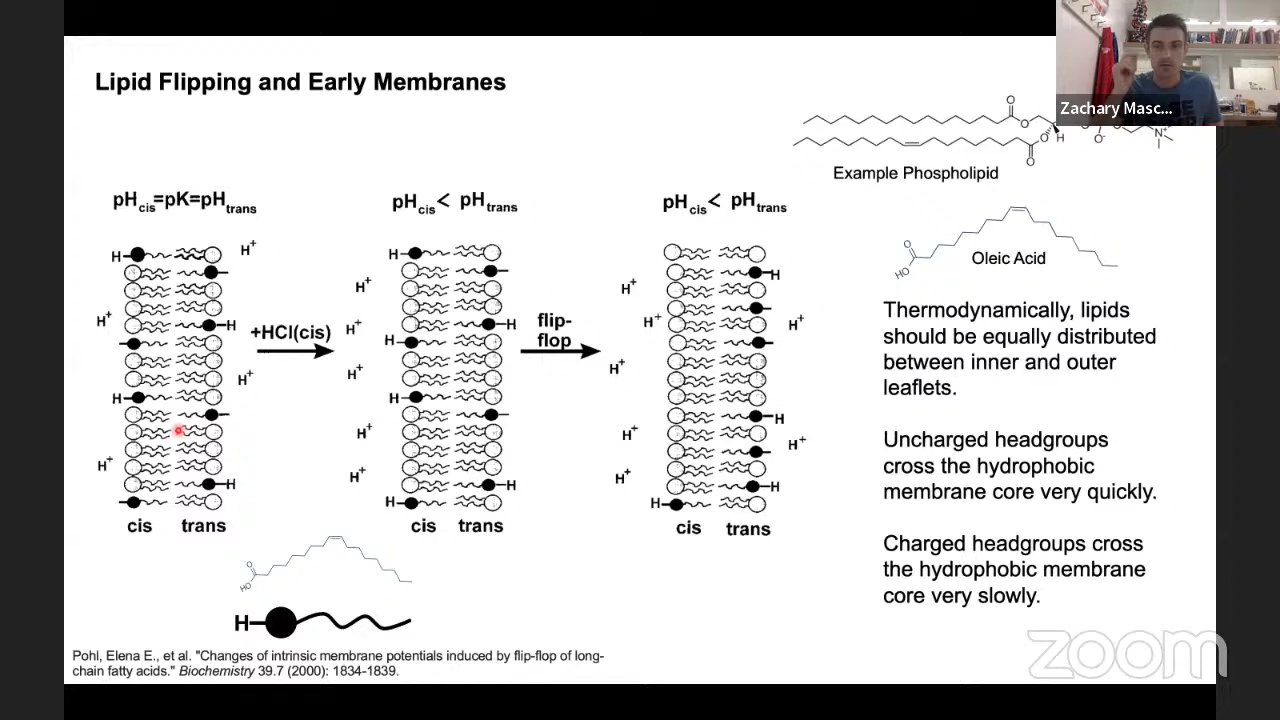 Zachary Masc...
Lipid Flipping and Early Membranes
O
O
O
O
H
O-
N+
Example Phospholipid
O
HO
Oleic Acid
pHcis=pK=pHtrans
pHcis< pHtrans
pHcis< pHtrans
H
H+
H+
H
H+
H
H+
H
cis trans
+HCl(cis)
H
H+
H+
H
H
H+
H
H+
H+
H
H
cis trans
flip-
flop
H
H+
H+
H+
H+
H
H+
H+
H+
H
H
cis trans
O
HO
H
Thermodynamically, lipids
should be equally distributed
between inner and outer
leaflets.
Uncharged headgroups
cross the hydrophobic
membrane core very quickly.
Charged headgroups cross
the hydrophobic membrane
core very slowly.
Pohl, Elena E., et al. "Changes of intrinsic membrane potentials induced by flip-flop of long-
chain fatty acids." Biochemistry 39.7 (2000): 1834-1839.
zoom